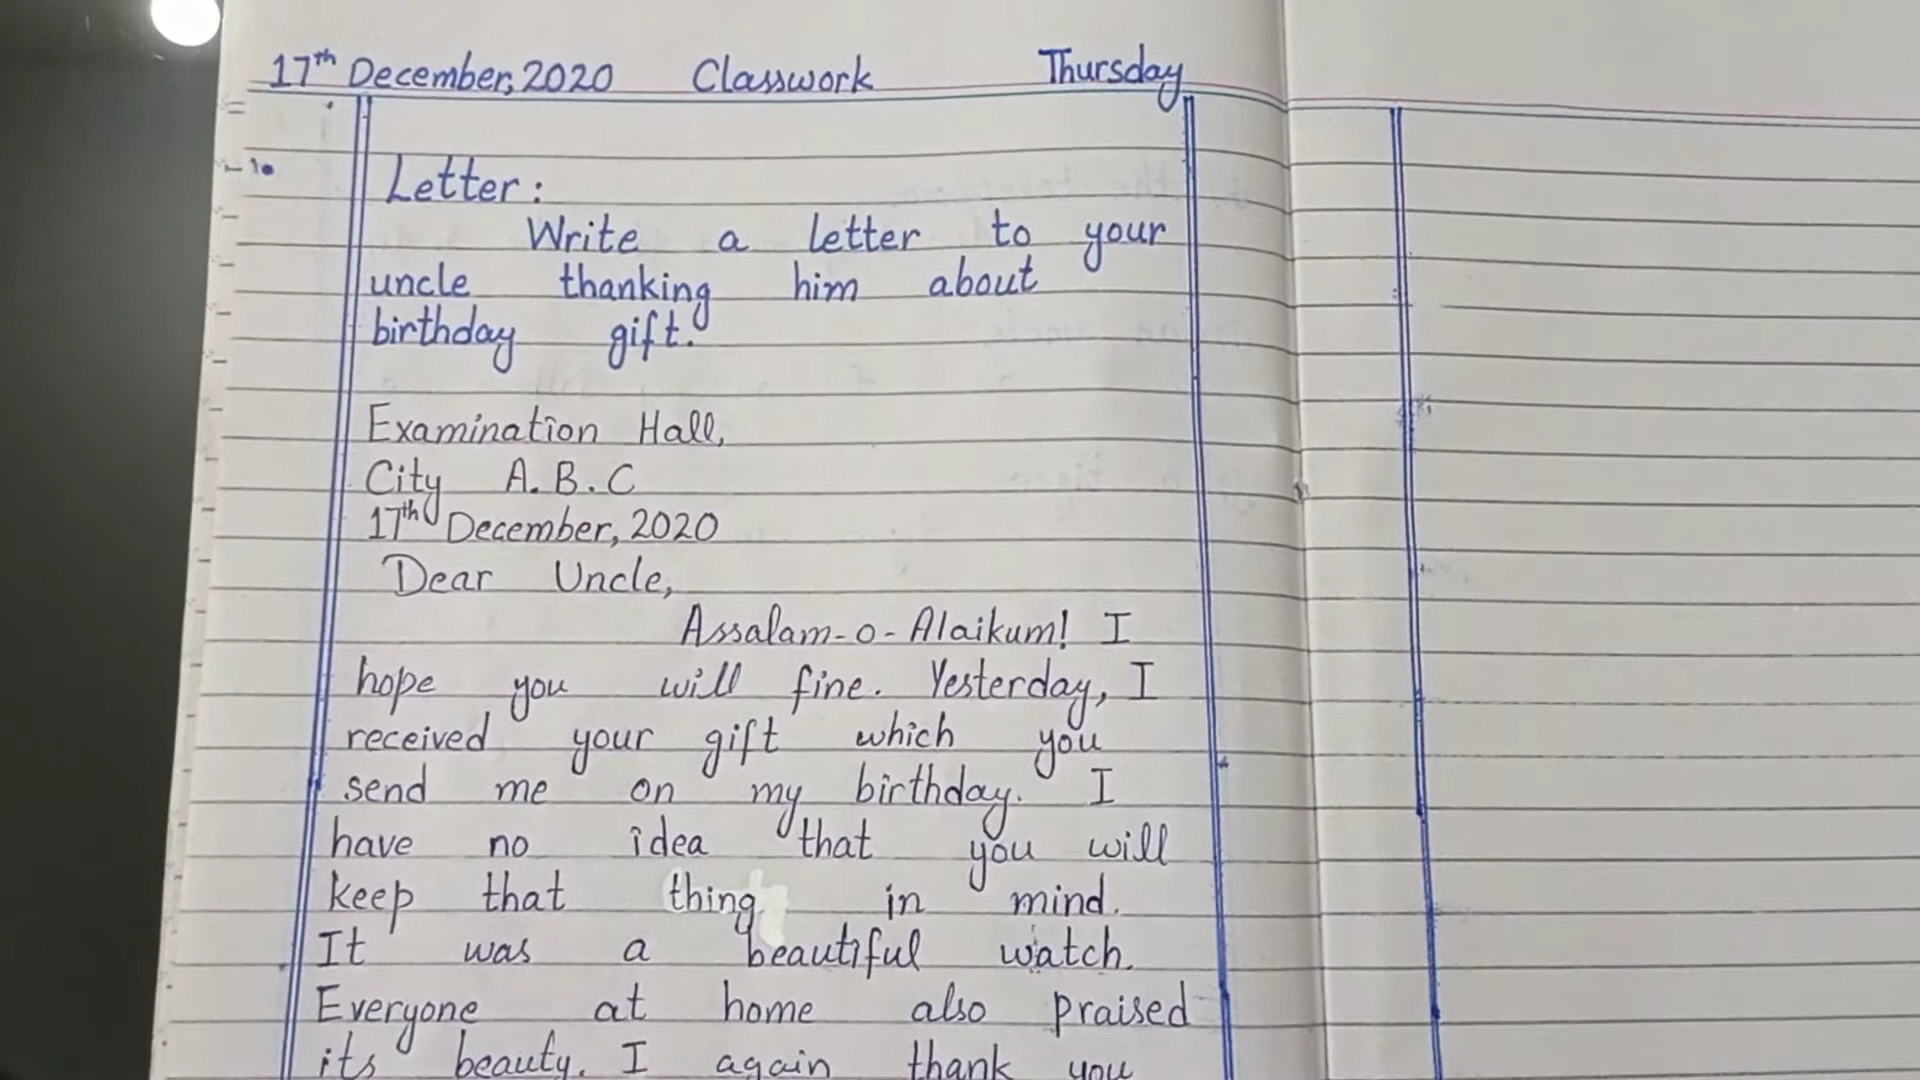 17th December, 2020 Classwork Thursday
Letter:
Write a letter to your
uncle thanking him about
birthday gift.
Examination Hall,
City A.B.C
17th December, 2020
Dear Uncle,
Assalam-o-Alaikum! I
hope you will fine. Yesterday, I
received your gift which you
send me on my birthday. I
have no idea that you will
keep that thing in mind.
It was a beautiful watch.
Everyone at home also praised
its beauty. I again thank you